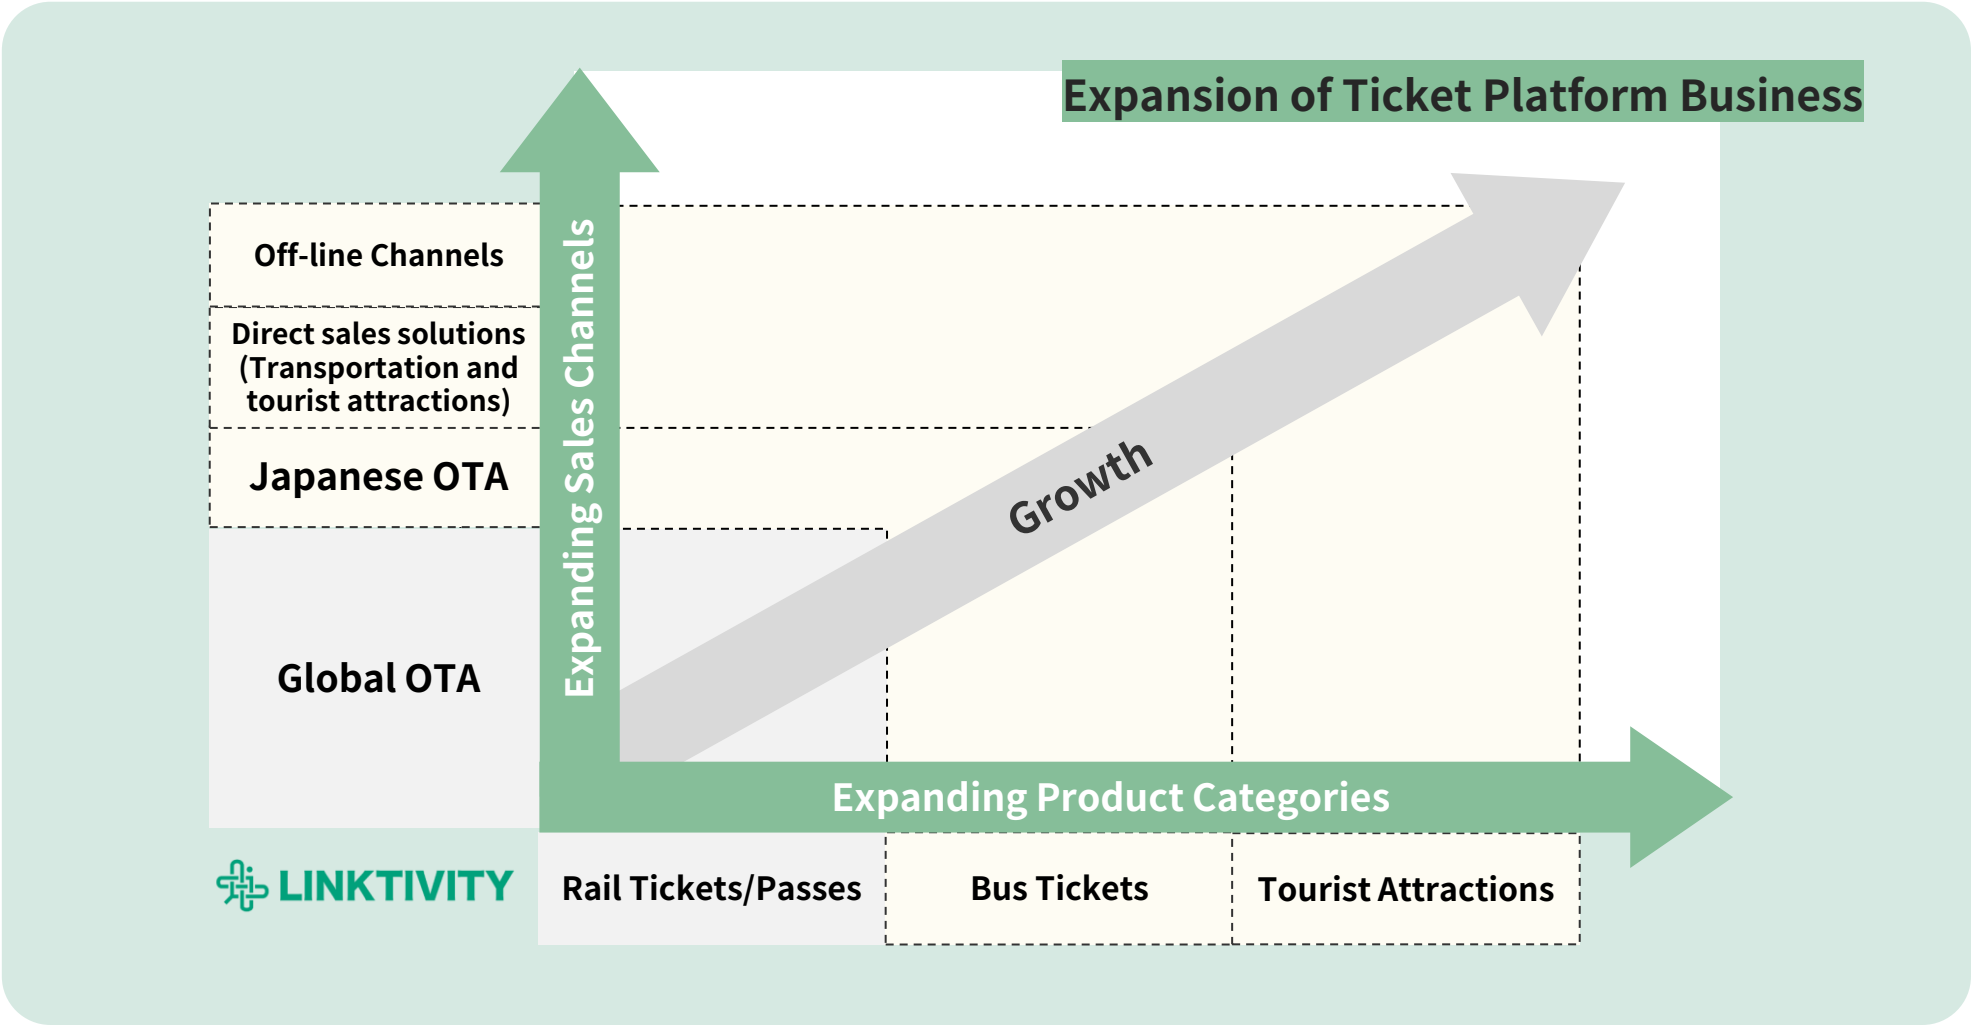 Expansion of Ticket Platform Business
Expanding Sales Channels
Off-line Channels
Direct sales solutions
(Transportation and
tourist attractions)
Japanese OTA
Global OTA
Growth
Expanding Product Categories
LINKTIVITY
Rail Tickets/Passes
Bus Tickets
Tourist Attractions